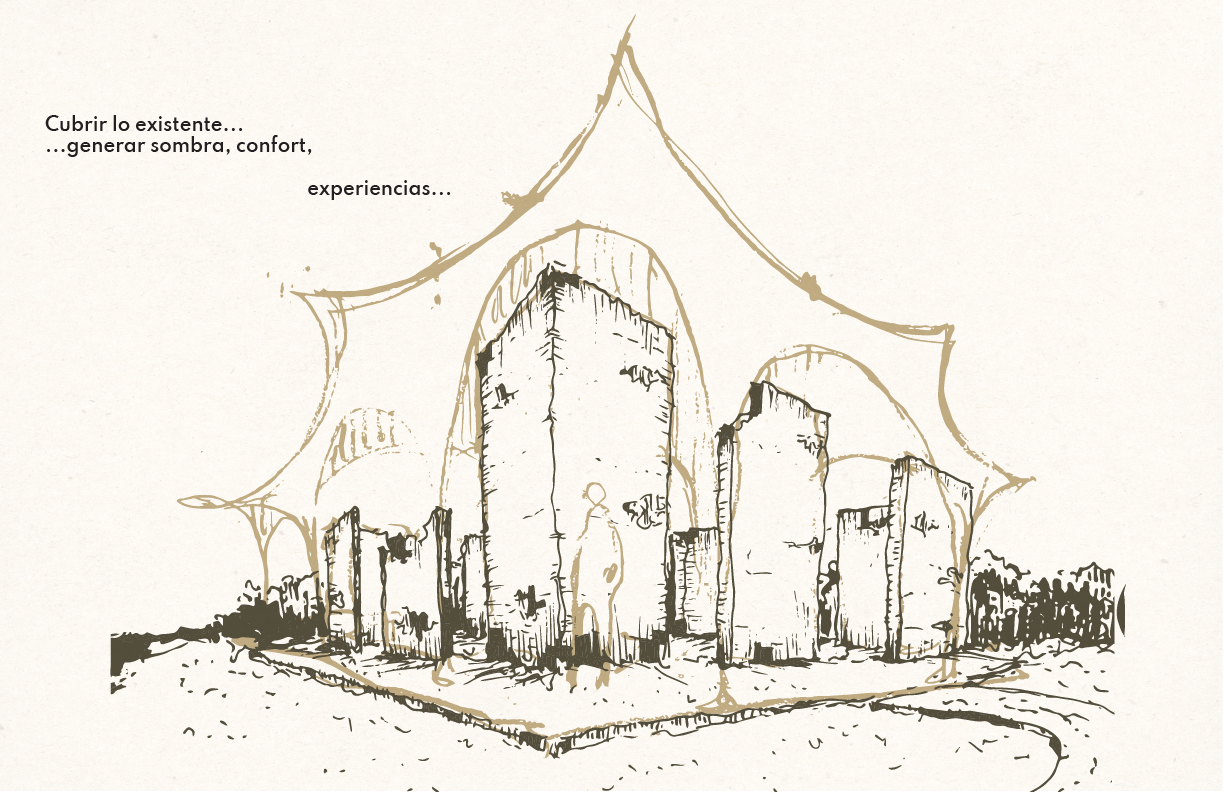 Cubrir lo existente...
...generar sombra, confort,
experiencias...